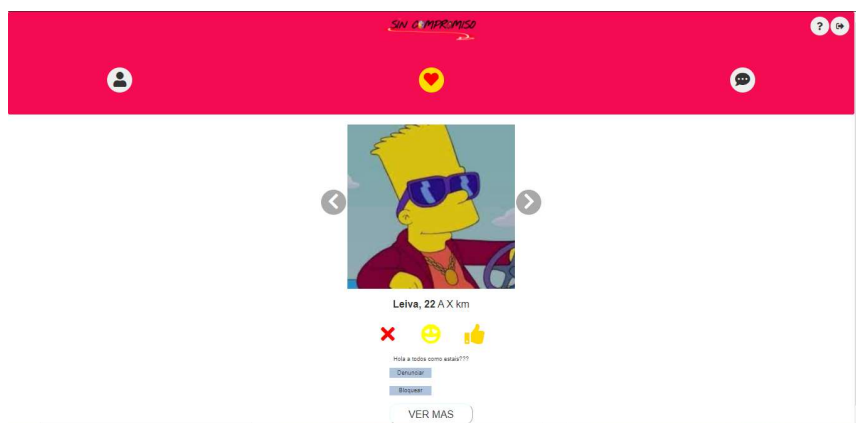 SIN COMPROMISO
?
Leiva, 22 A X km
Hola a todos como estais???
Denunciar
Bloquear
VER MAS